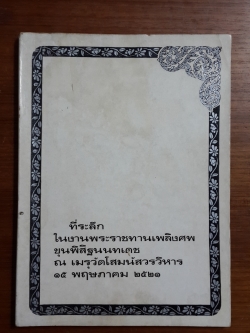 ที่ระลึก
ในงานพระราชทานเพลิงศพ
ขุนพิสิฐนนทเดช
ณ เมรุวัดโสมนัสวรวิหาร
๑๕ พฤษภาคม ๒๕๒๑